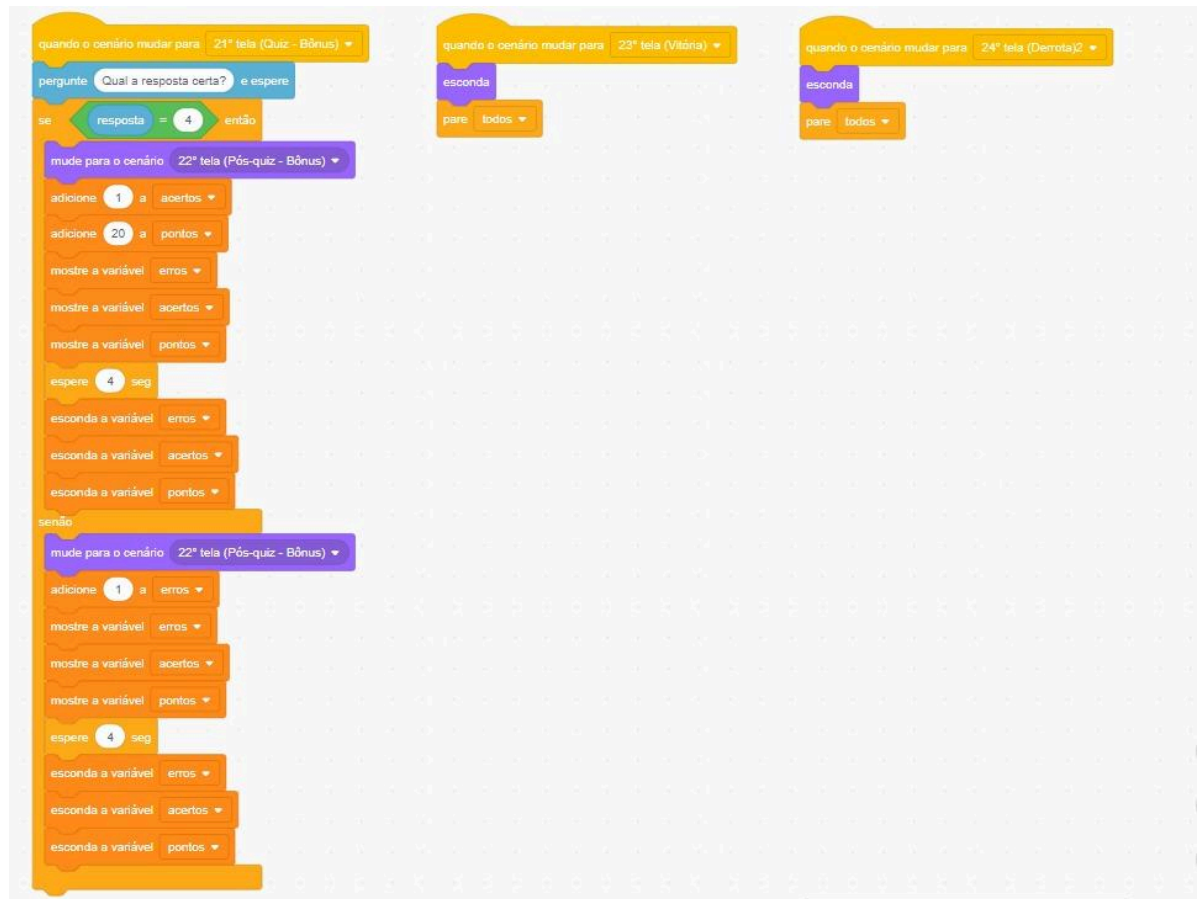 quando o cenário mudar para 21ª tela (Quiz - Bônus)
pergunte Qual a resposta certa? e espere
se resposta = 4 então
mude para o cenário 22ª tela (Pós-quiz - Bônus)
adicione 1 a acertos
adicione 20 a pontos
mostre a variável erros
mostre a variável acertos
mostre a variável pontos
espere 4 seg
esconda a variável erros
esconda a variável acertos
esconda a variável pontos
senão
mude para o cenário 22ª tela (Pós-quiz - Bônus)
adicione 1 a erros
mostre a variável erros
mostre a variável acertos
mostre a variável pontos
espere 4 seg
esconda a variável erros
esconda a variável acertos
esconda a variável pontos
quando o cenário mudar para 23ª tela (Vitória)
esconda
pare todos
quando o cenário mudar para 24ª tela (Derrota)2
esconda
pare todos